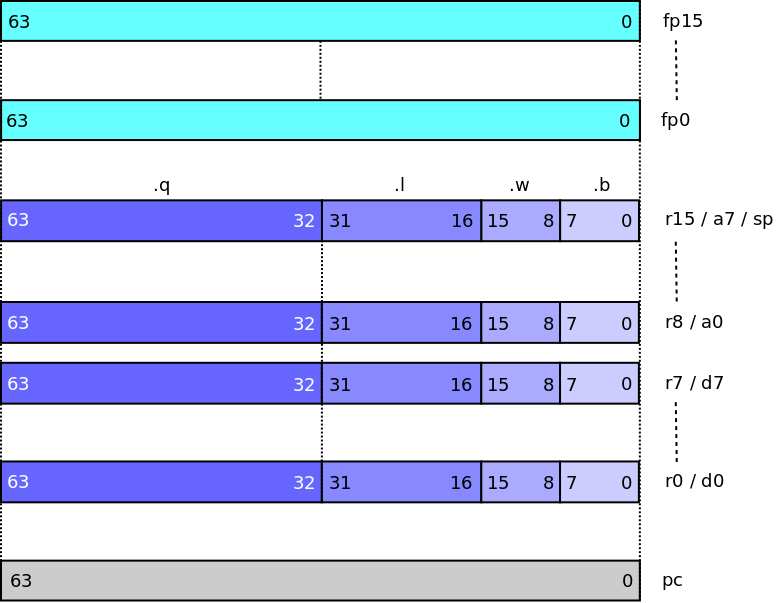 63 0 fp15
63 0 fp0
.q .l .w .b
63 32 31 16 15 8 7 0 r15 / a7 / sp
63 32 31 16 15 8 7 0 r8 / a0
63 32 31 16 15 8 7 0 r7 / d7
63 32 31 16 15 8 7 0 r0 / d0
63 0 pc